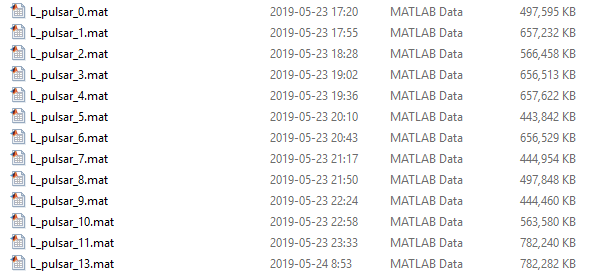 L_pulsar_0.mat 2019-05-23 17:20 MATLAB Data 497,595 KB
L_pulsar_1.mat 2019-05-23 17:55 MATLAB Data 657,232 KB
L_pulsar_2.mat 2019-05-23 18:28 MATLAB Data 566,458 KB
L_pulsar_3.mat 2019-05-23 19:02 MATLAB Data 656,513 KB
L_pulsar_4.mat 2019-05-23 19:36 MATLAB Data 657,622 KB
L_pulsar_5.mat 2019-05-23 20:10 MATLAB Data 443,842 KB
L_pulsar_6.mat 2019-05-23 20:43 MATLAB Data 656,529 KB
L_pulsar_7.mat 2019-05-23 21:17 MATLAB Data 444,954 KB
L_pulsar_8.mat 2019-05-23 21:50 MATLAB Data 497,848 KB
L_pulsar_9.mat 2019-05-23 22:24 MATLAB Data 444,460 KB
L_pulsar_10.mat 2019-05-23 22:58 MATLAB Data 563,580 KB
L_pulsar_11.mat 2019-05-23 23:33 MATLAB Data 782,240 KB
L_pulsar_13.mat 2019-05-24 8:53 MATLAB Data 782,282 KB